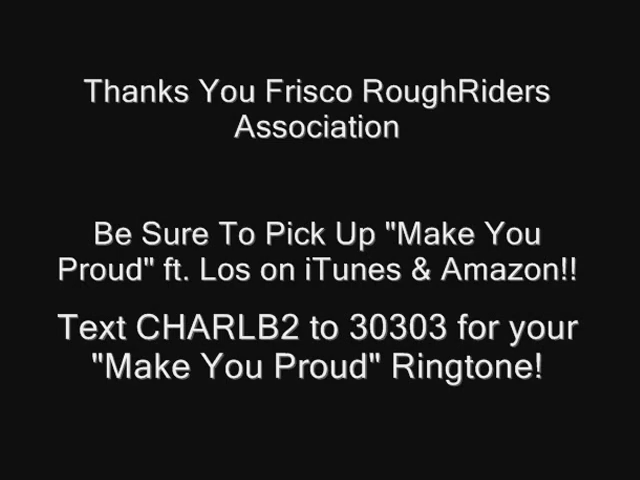 Thanks You Frisco RoughRiders
Association
Be Sure To Pick Up "Make You
Proud" ft. Los on iTunes & Amazon!!
Text CHARLB2 to 30303 for your
"Make You Proud" Ringtone!